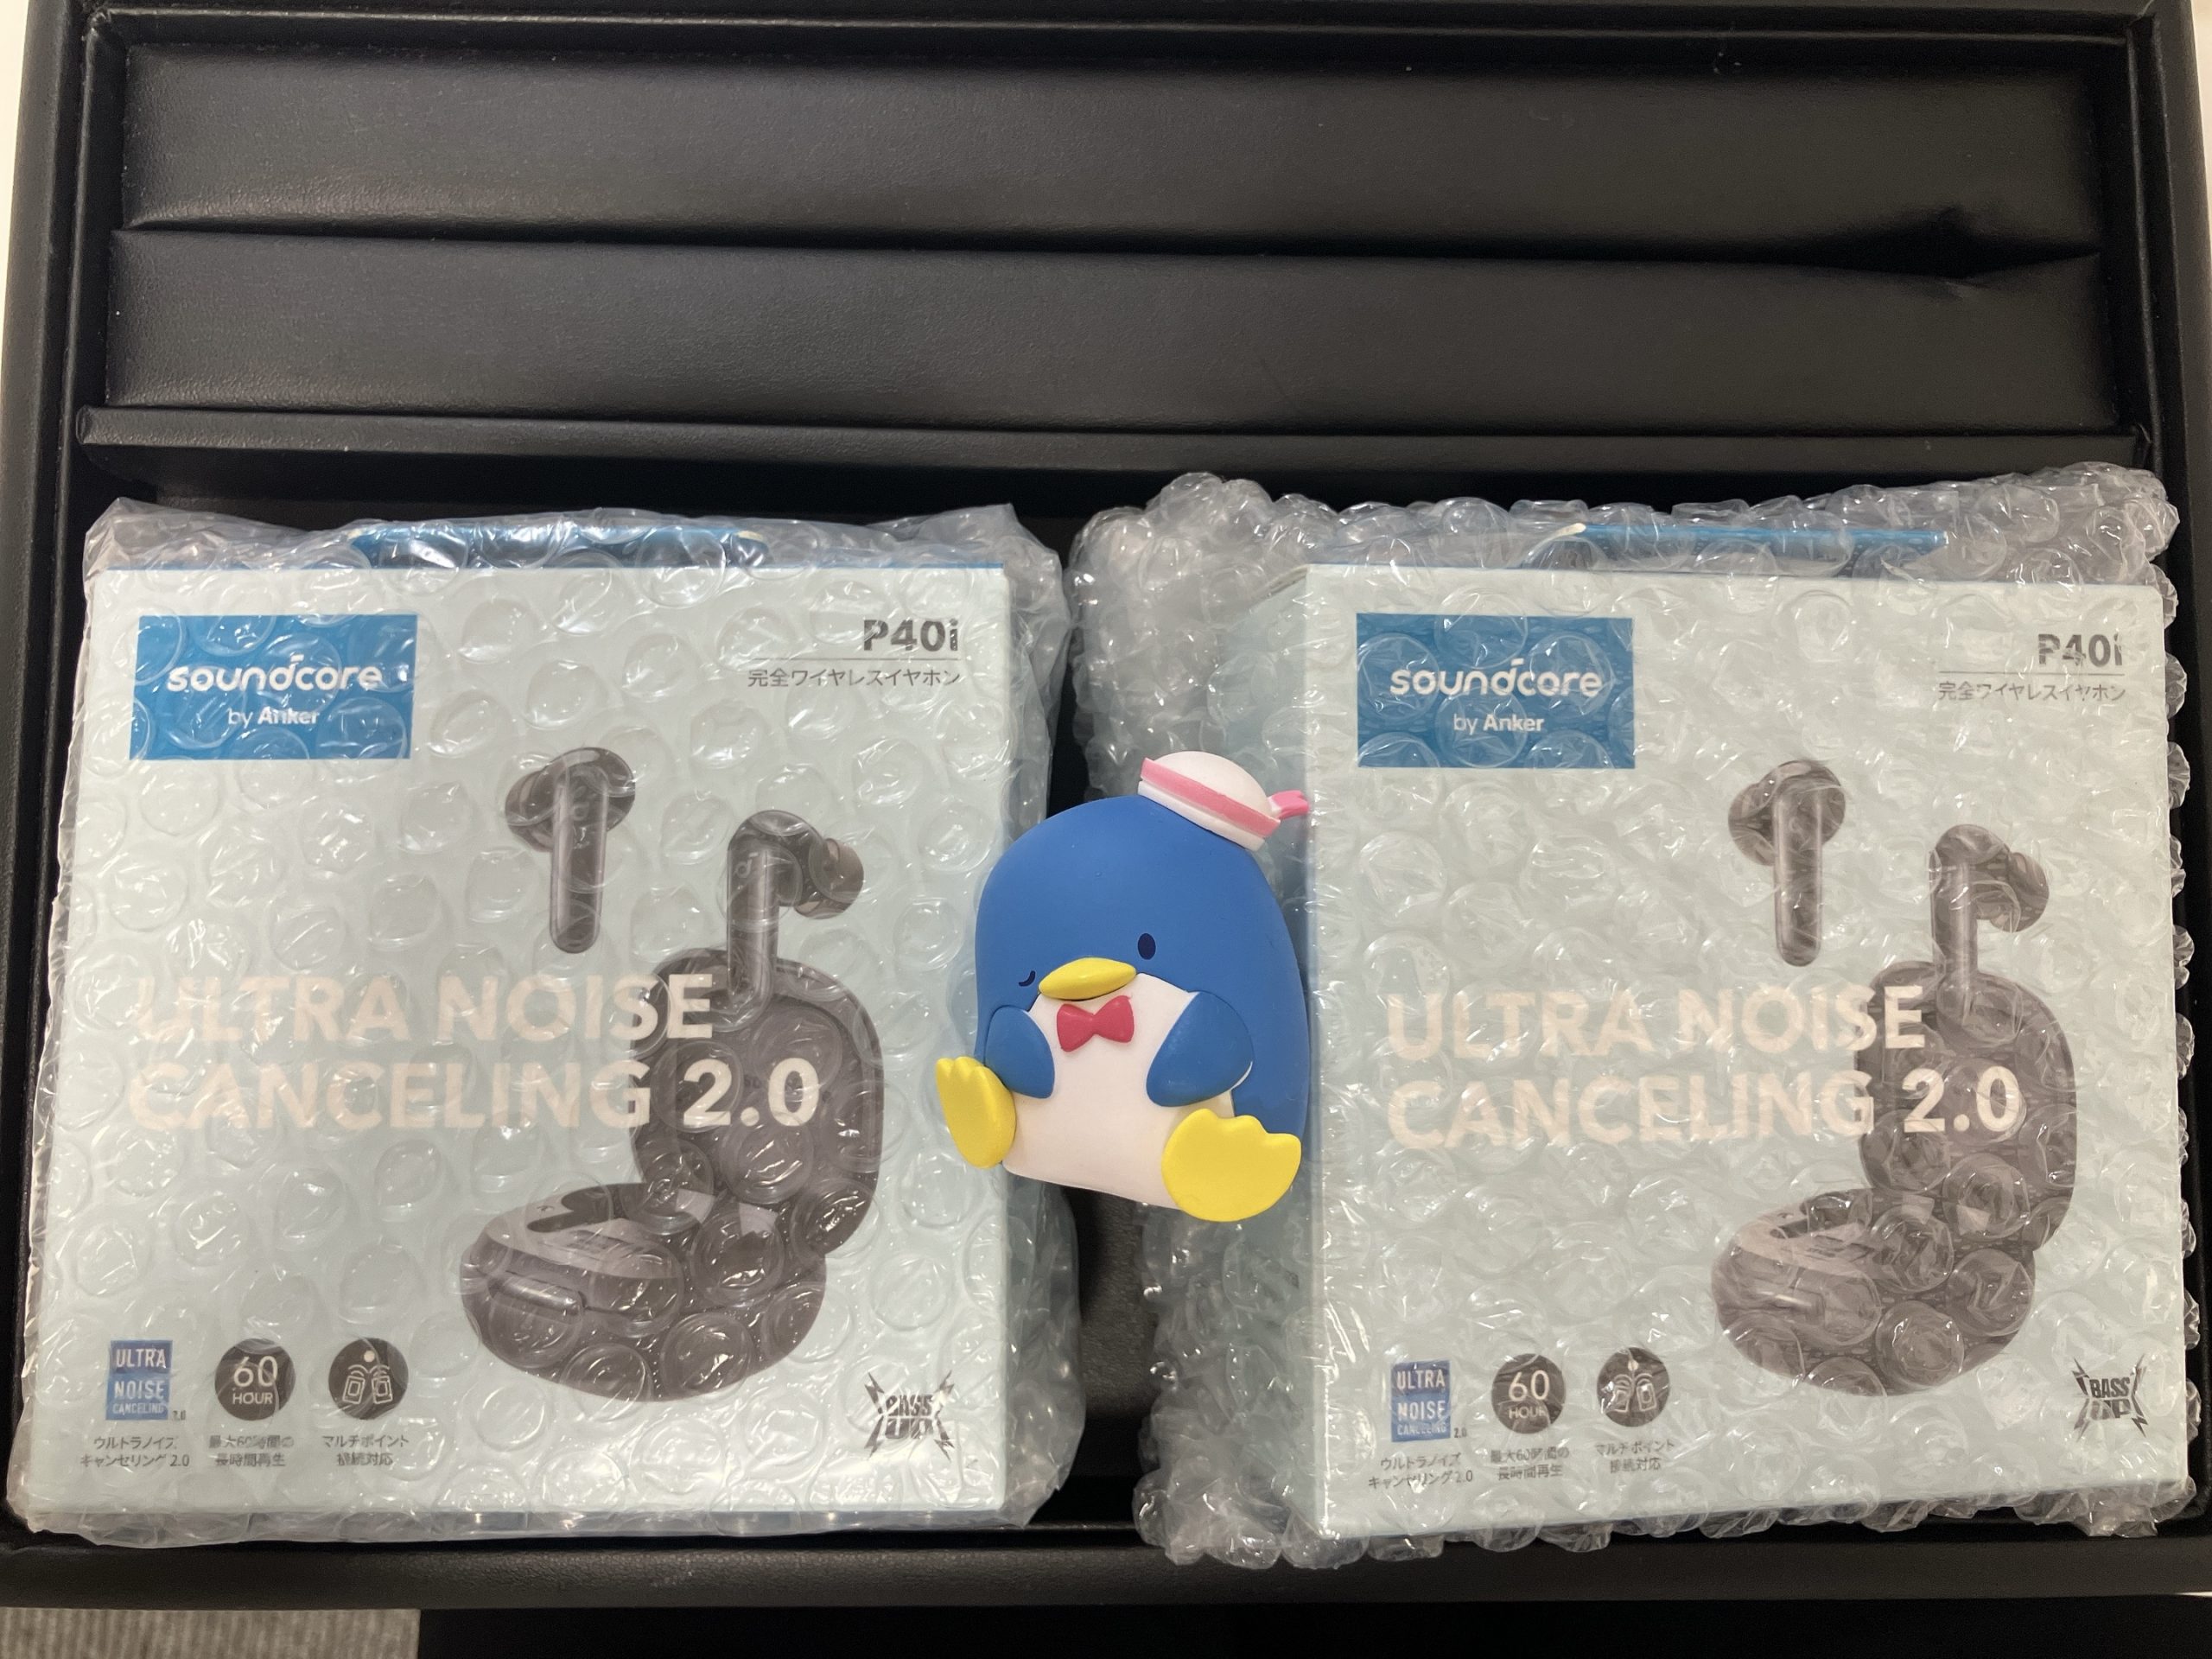 soundcore
by Anker
P40i
完全ワイヤレスイヤホン
ULTRA NOISE
CANCELING 2.0
ULTRA
NOISE
CANCELING
2.0
60
HOUR
ウルトラノイズ
キャンセリング 2.0
最大60時間の
長時間再生
マルチポイント
接続対応
BASS
UP
soundcore
by Anker
P40i
完全ワイヤレスイヤホン
ULTRA NOISE
CANCELING 2.0
ULTRA
NOISE
CANCELING
2.0
60
HOUR
ウルトラノイズ
キャンセリング 2.0
最大60時間の
長時間再生
マルチポイント
接続対応
BASS
UP